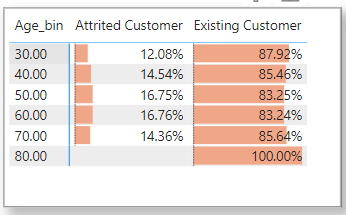 Age_bin Attrited Customer Existing Customer
30.00 12.08% 87.92%
40.00 14.54% 85.46%
50.00 16.75% 83.25%
60.00 16.76% 83.24%
70.00 14.36% 85.64%
80.00 100.00%